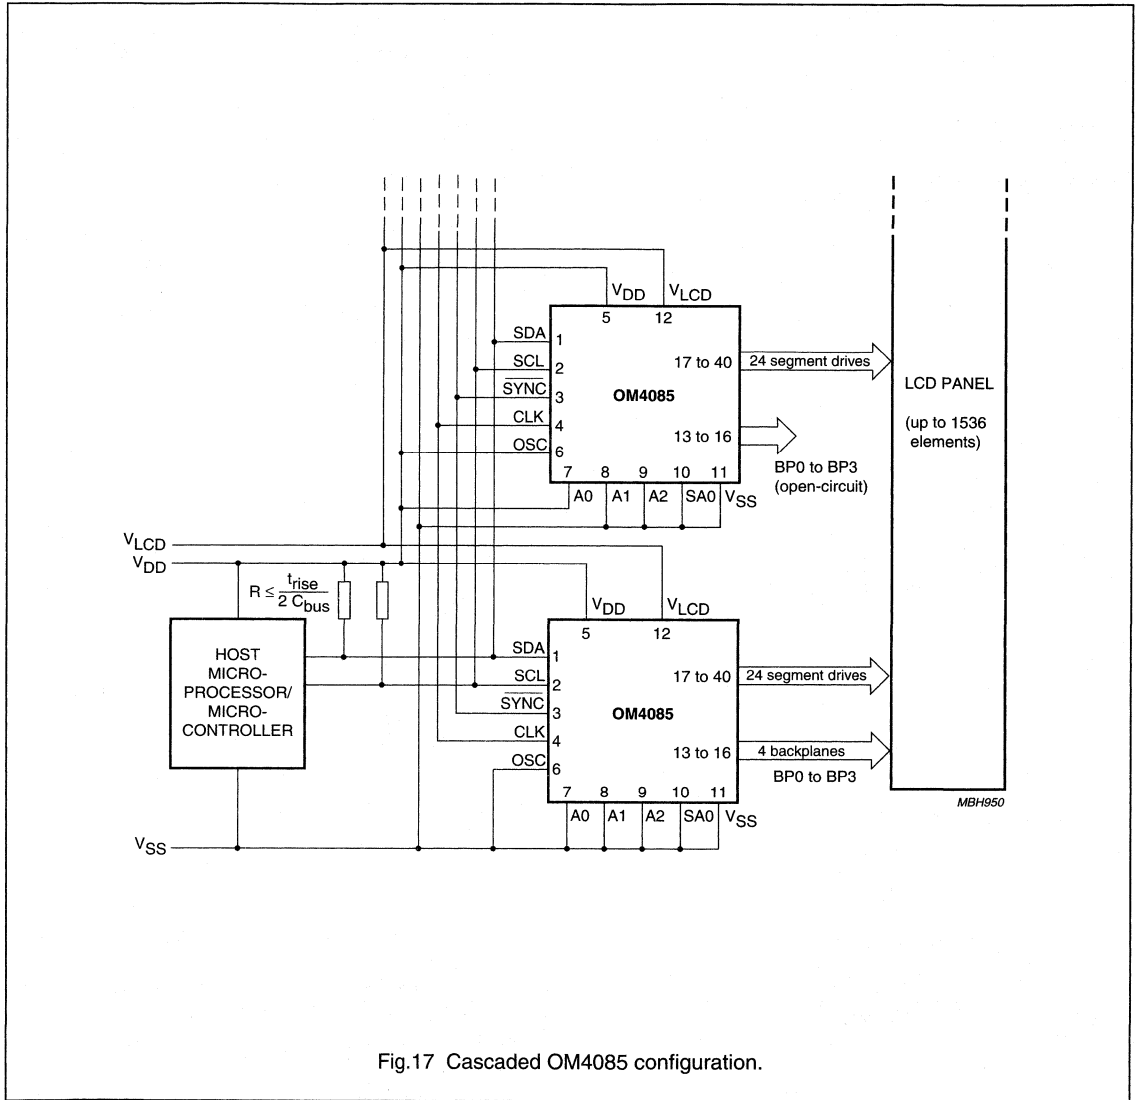 VDD
VLCD
5
12
SDA
1
SCL
2
SYNC
3
CLK
4
OSC
6
17 to 40
OM4085
13 to 16
7
8
9
10
11
A0
A1
A2
SA0
VSS
24 segment drives
BP0 to BP3
(open-circuit)
LCD PANEL
(up to 1536
elements)
VLCD
VDD
R ≤ trise
2 Cbus
HOST
MICRO-
PROCESSOR/
MICRO-
CONTROLLER
VSS
VDD
VLCD
5
12
SDA
1
SCL
2
SYNC
3
CLK
4
OSC
6
17 to 40
OM4085
13 to 16
7
8
9
10
11
A0
A1
A2
SA0
VSS
24 segment drives
4 backplanes
BP0 to BP3
MBH950
Fig.17 Cascaded OM4085 configuration.